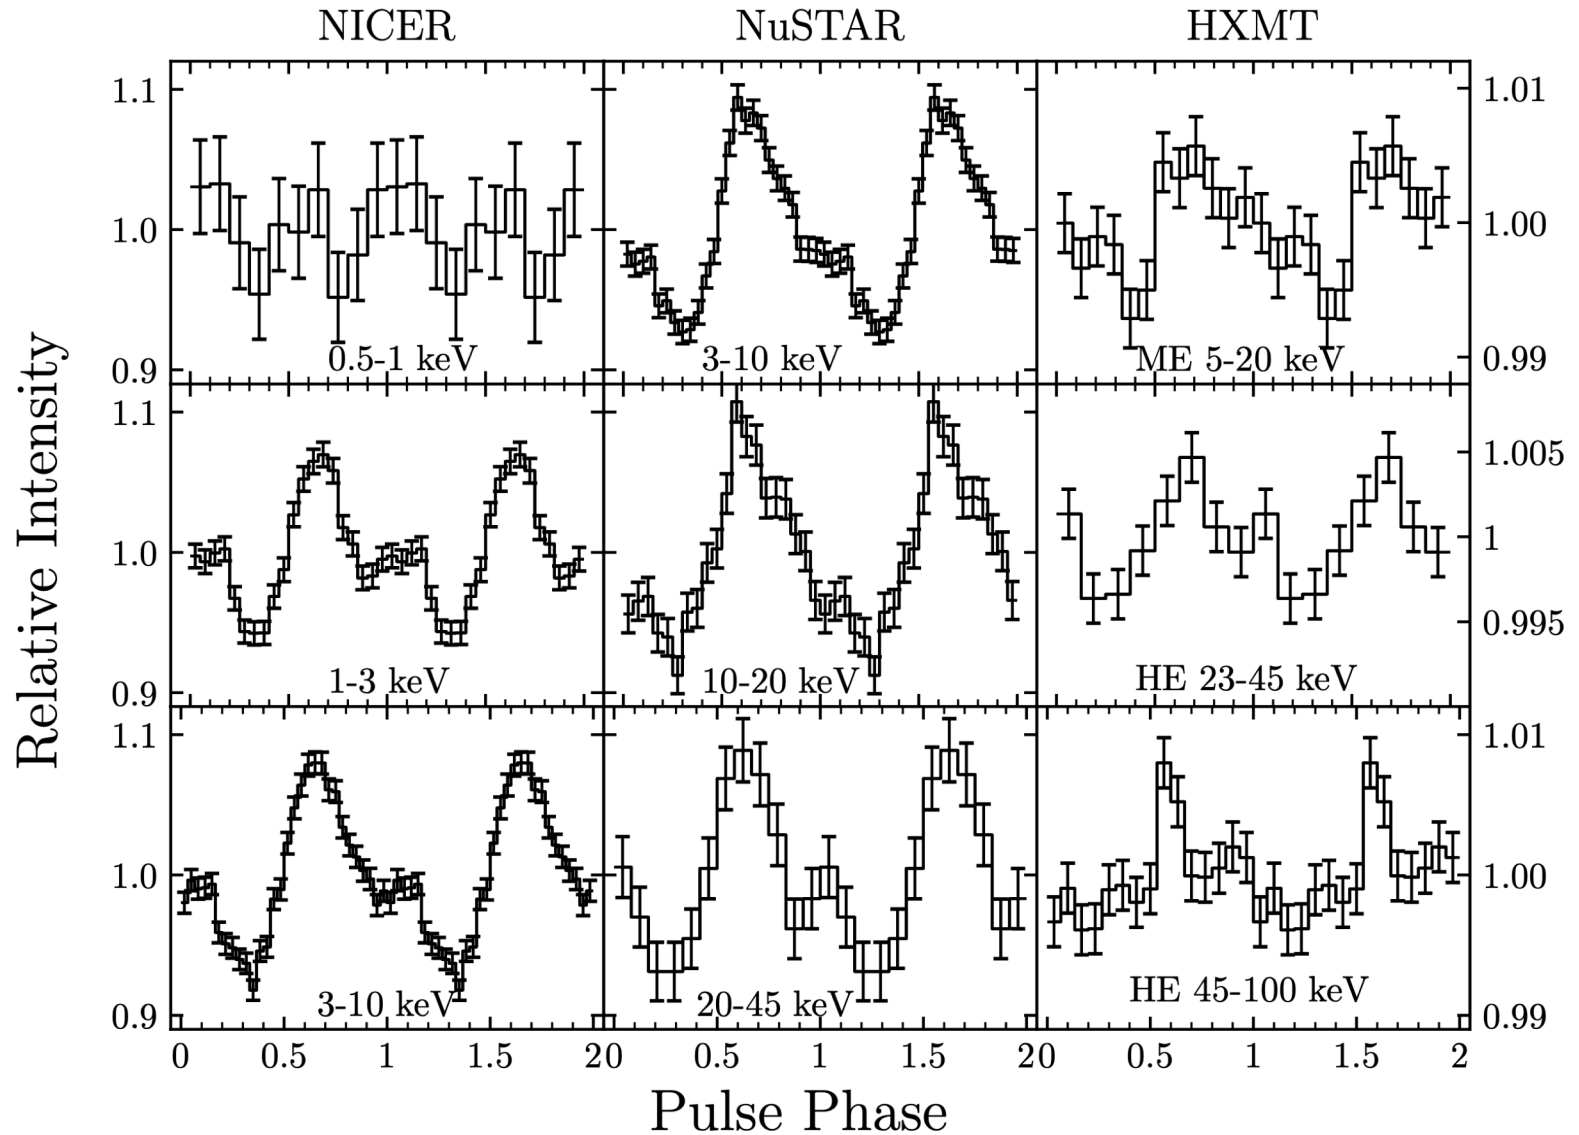 NICER NuSTAR HXMT
Relative Intensity
1.1 1.01
1.0 1.00
0.9 0.99
0.5-1 keV 3-10 keV ME 5-20 keV
1.1 1.005
1.0 1
0.9 0.995
1-3 keV 10-20 keV HE 23-45 keV
1.1 1.01
1.0 1.00
0.9 0.99
3-10 keV 20-45 keV HE 45-100 keV
0 0.5 1 1.5 2 0 0.5 1 1.5 2 0 0.5 1 1.5 2
Pulse Phase